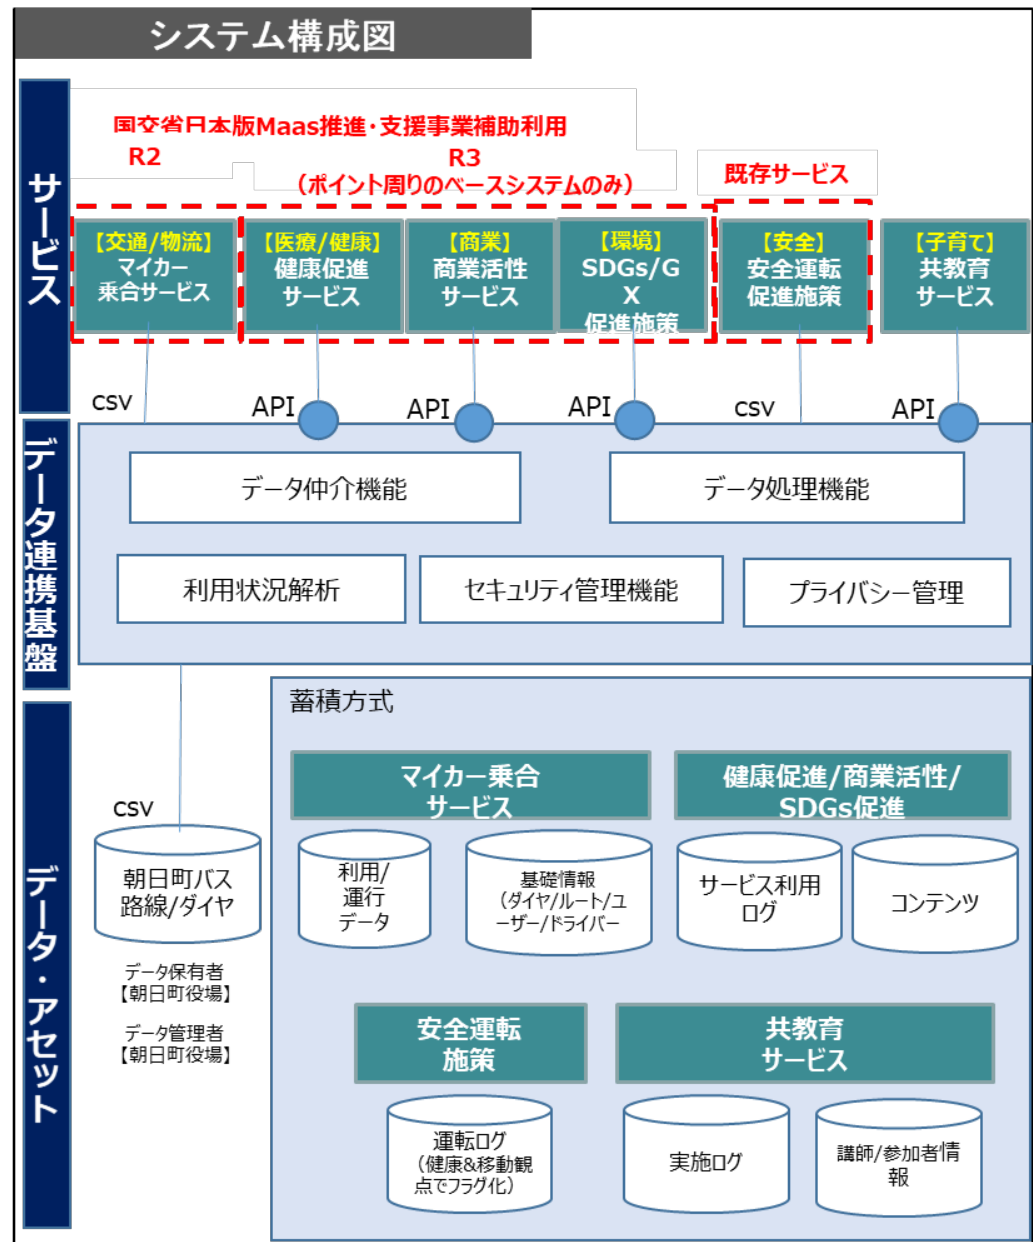 システム構成図
サービス
国交省日本版Maas推進・支援事業補助利用
R2
R3
（ポイント周りのベースシステムのみ）
既存サービス
【交通/物流】
マイカー
乗合サービス
【医療/健康】
健康促進
サービス
【商業】
商業活性
サービス
【環境】
SDGs/G
X
促進施策
【安全】
安全運転
促進施策
【子育て】
共教育
サービス
csv
API
API
API
csv
API
データ連携基盤
データ仲介機能
データ処理機能
利用状況解析
セキュリティ管理機能
プライバシー管理
データ・アセット
csv
朝日町バス
路線/ダイヤ
データ保有者
【朝日町役場】
データ管理者
【朝日町役場】
蓄積方式
マイカー乗合
サービス
利用/
運行
データ
基礎情報
（ダイヤ/ルート/ユ
ーザー/ドライバー
健康促進/商業活性/
SDGs促進
サービス利用
ログ
コンテンツ
安全運転
施策
運転ログ
（健康&移動観
点でフラグ化）
共教育
サービス
実施ログ
講師/参加者情
報